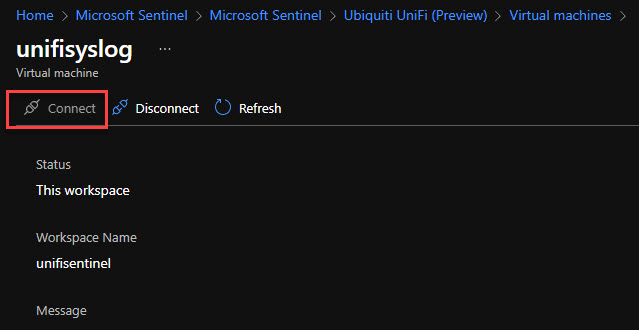 Home > Microsoft Sentinel > Microsoft Sentinel > Ubiquiti UniFi (Preview) > Virtual machines >
unifisyslog ...
Virtual machine
Connect Disconnect Refresh
Status
This workspace
Workspace Name
unifisentinel
Message